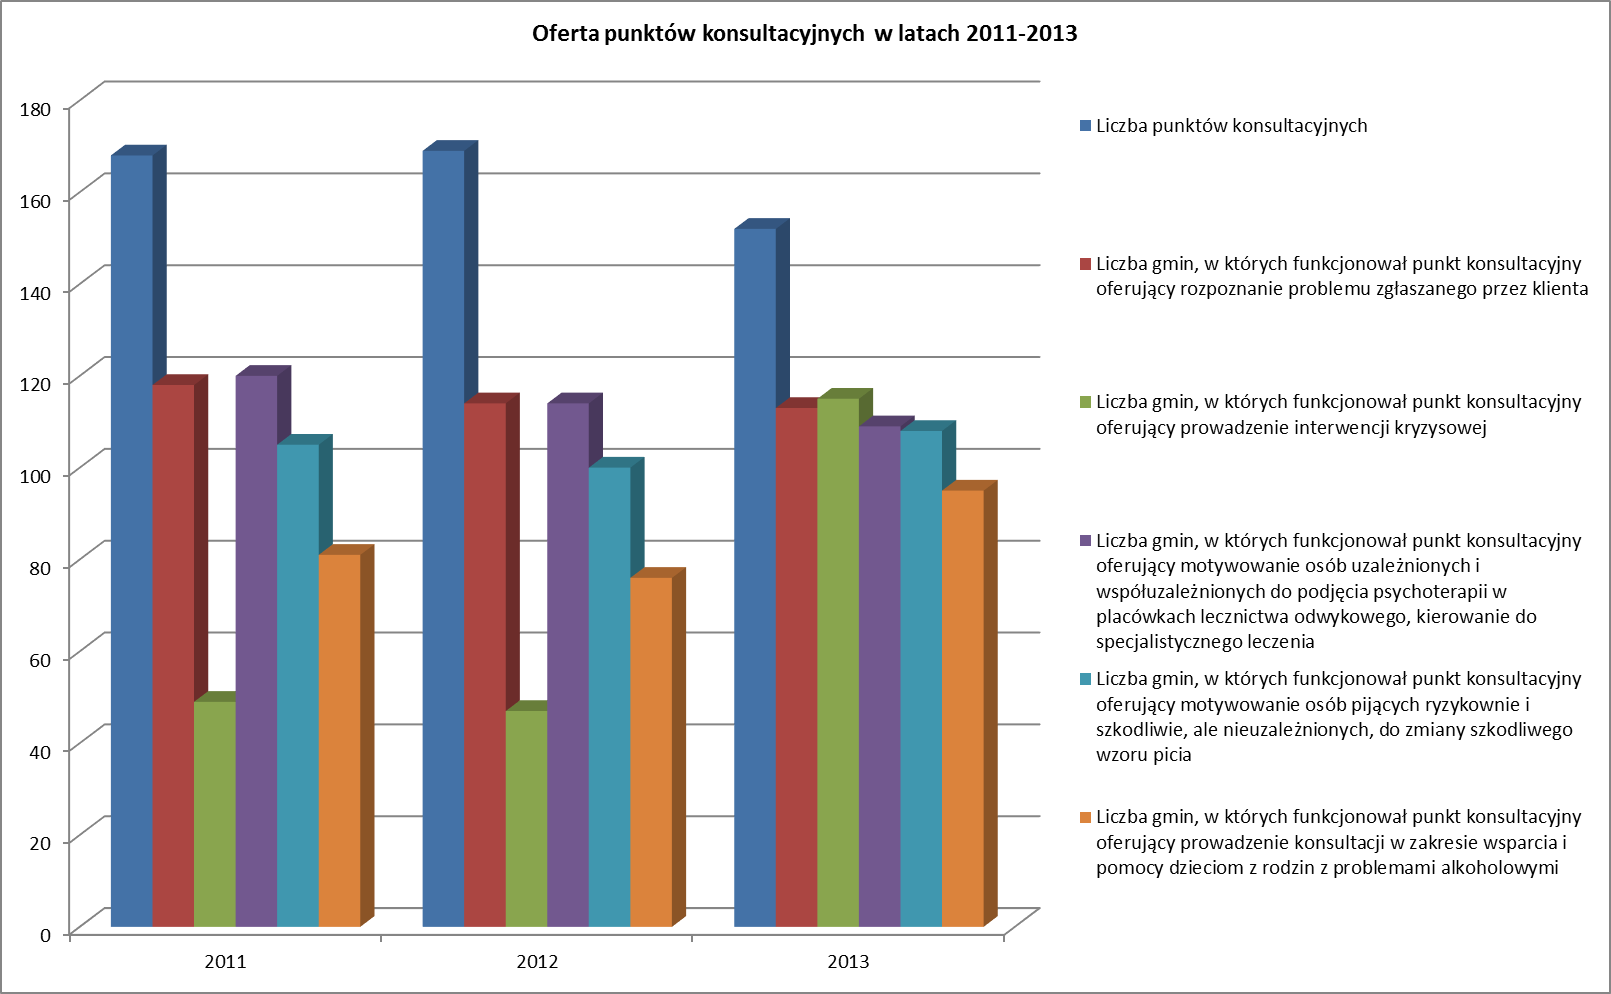 Oferta punktów konsultacyjnych w latach 2011-2013
180
160
140
120
100
80
60
40
20
0
2011
2012
2013
Liczba punktów konsultacyjnych
Liczba gmin, w których funkcjonował punkt konsultacyjny
oferujący rozpoznanie problemu zgłaszanego przez klienta
Liczba gmin, w których funkcjonował punkt konsultacyjny
oferujący prowadzenie interwencji kryzysowej
Liczba gmin, w których funkcjonował punkt konsultacyjny
oferujący motywowanie osób uzależnionych i
współuzależnionych do podjęcia psychoterapii w
placówkach lecznictwa odwykowego, kierowanie do
specjalistycznego leczenia
Liczba gmin, w których funkcjonował punkt konsultacyjny
oferujący motywowanie osób pijących ryzykownie i
szkodliwie, ale nieuzależnionych, do zmiany szkodliwego
wzoru picia
Liczba gmin, w których funkcjonował punkt konsultacyjny
oferujący prowadzenie konsultacji w zakresie wsparcia i
pomocy dzieciom z rodzin z problemami alkoholowymi